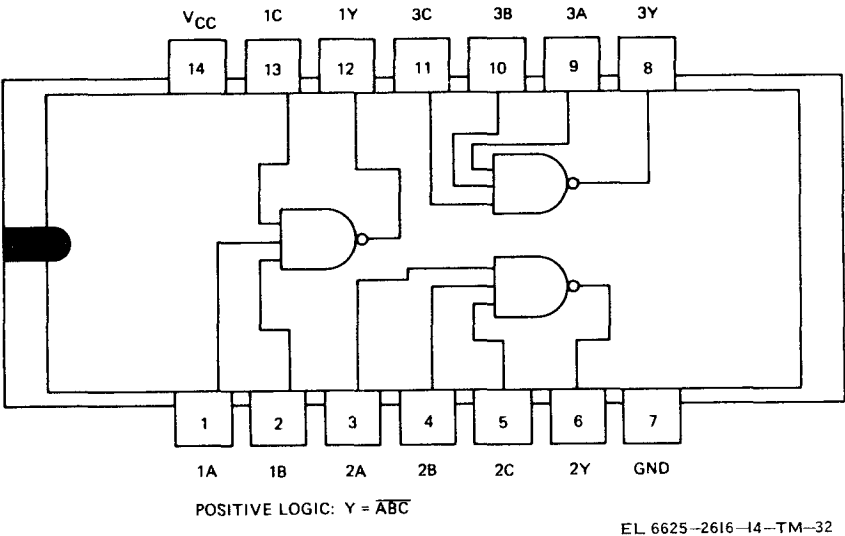 VCC 1C 1Y 3C 3B 3A 3Y
14 13 12 11 10 9 8
1 2 3 4 5 6 7
1A 1B 2A 2B 2C 2Y GND
POSITIVE LOGIC: Y = A̅B̅C̅
EL 6625-2616-14-TM-32